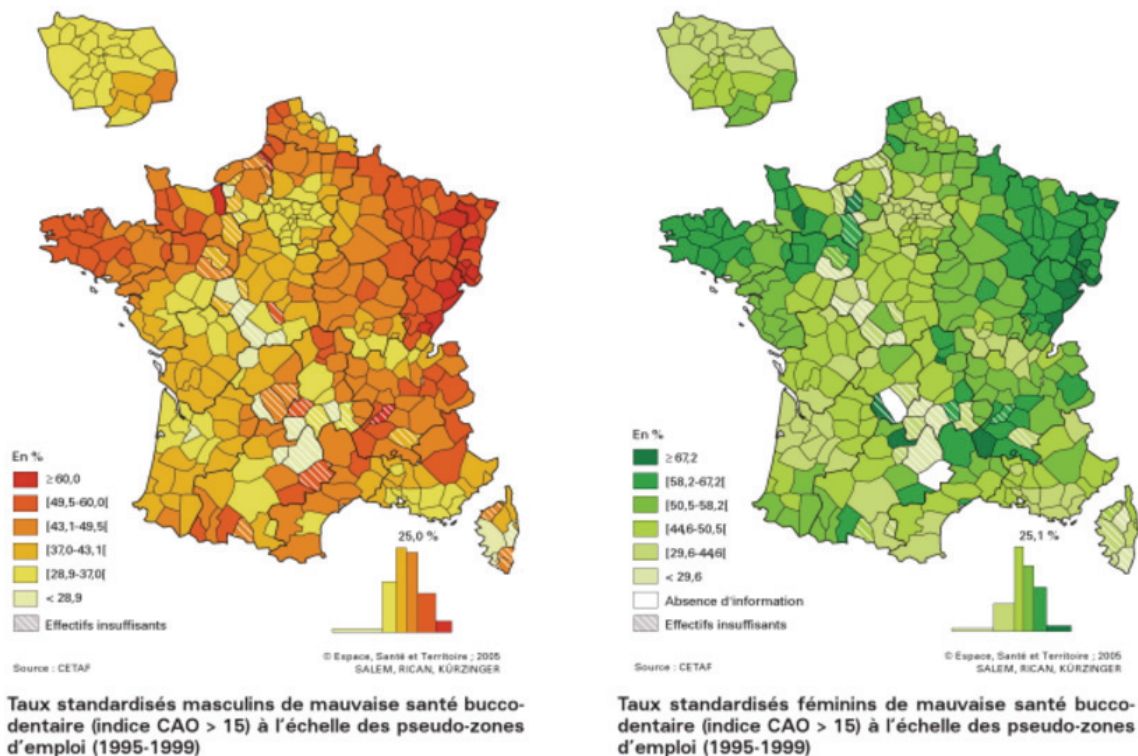 En %
≥ 60,0
[49,5-60,0[
[43,1-49,5[
[37,0-43,1[
[28,9-37,0[
< 28,9
Effectifs insuffisants
25,0 %
Source : CETAF
© Espace, Santé et Territoire ; 2005
SALEM, RICAN, KÜRZINGER
Taux standardisés masculins de mauvaise santé bucco-
dentaire (indice CAO > 15) à l'échelle des pseudo-zones
d'emploi (1995-1999)
En %
≥ 67,2
[58,2-67,2[
[50,5-58,2[
[44,6-50,5[
[29,6-44,6[
< 29,6
Absence d'information
Effectifs insuffisants
25,1 %
Source : CETAF
© Espace, Santé et Territoire ; 2005
SALEM, RICAN, KÜRZINGER
Taux standardisés féminins de mauvaise santé bucco-
dentaire (indice CAO > 15) à l'échelle des pseudo-zones
d'emploi (1995-1999)